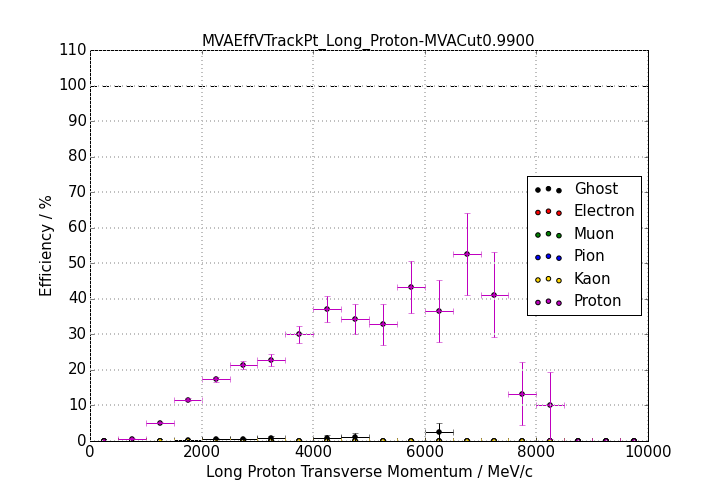 MVAEffVTrackPt_Long_Proton-MVACut0.9900
110
100
90
80
70
60
50
40
30
20
10
0
Efficiency / %
Ghost
Electron
Muon
Pion
Kaon
Proton
0 2000 4000 6000 8000 10000
Long Proton Transverse Momentum / MeV/c